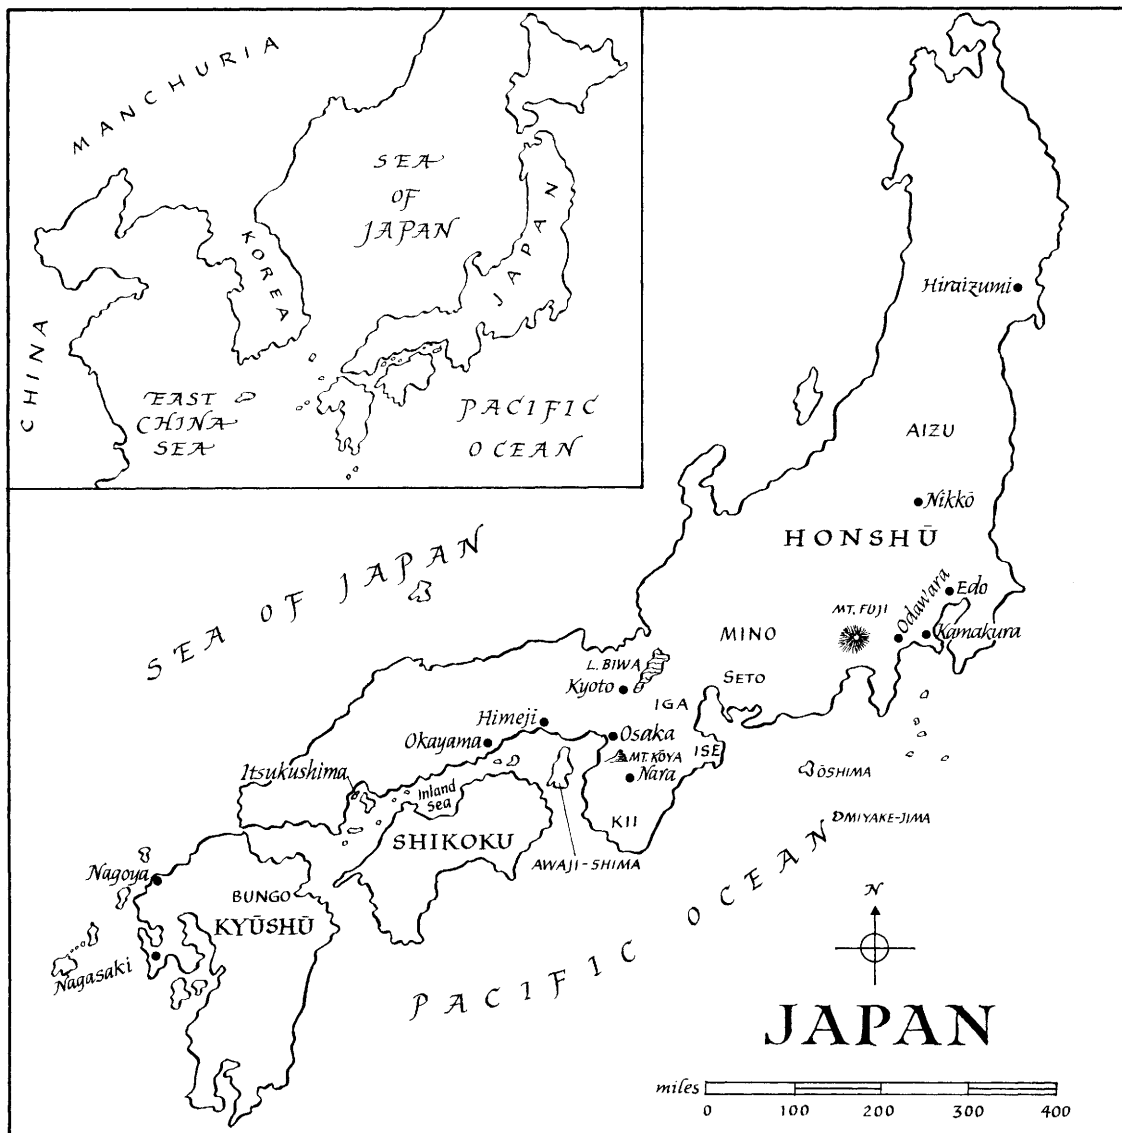 MANCHURIA
SEA
OF
JAPAN
JAPAN
KOREA
CHINA
EAST
CHINA
SEA
PACIFIC
OCEAN
Hiraizumi
AIZU
Nikkō
HONSHŪ
SEA OF JAPAN
Edo
Odawara
MT. FUJI
Kamakura
MINO
L. BIWA
SETO
Kyoto
IGA
Himeji
Osaka
Okayama
ISE
MT. KŌYA
Itsukushima
Nara
ŌSHIMA
Inland
Sea
KII
MIYAKE-JIMA
SHIKOKU
AWAJI-SHIMA
Nagoya
BUNGO
KYŪSHŪ
PACIFIC OCEAN
N
Nagasaki
JAPAN
miles
0 100 200 300 400